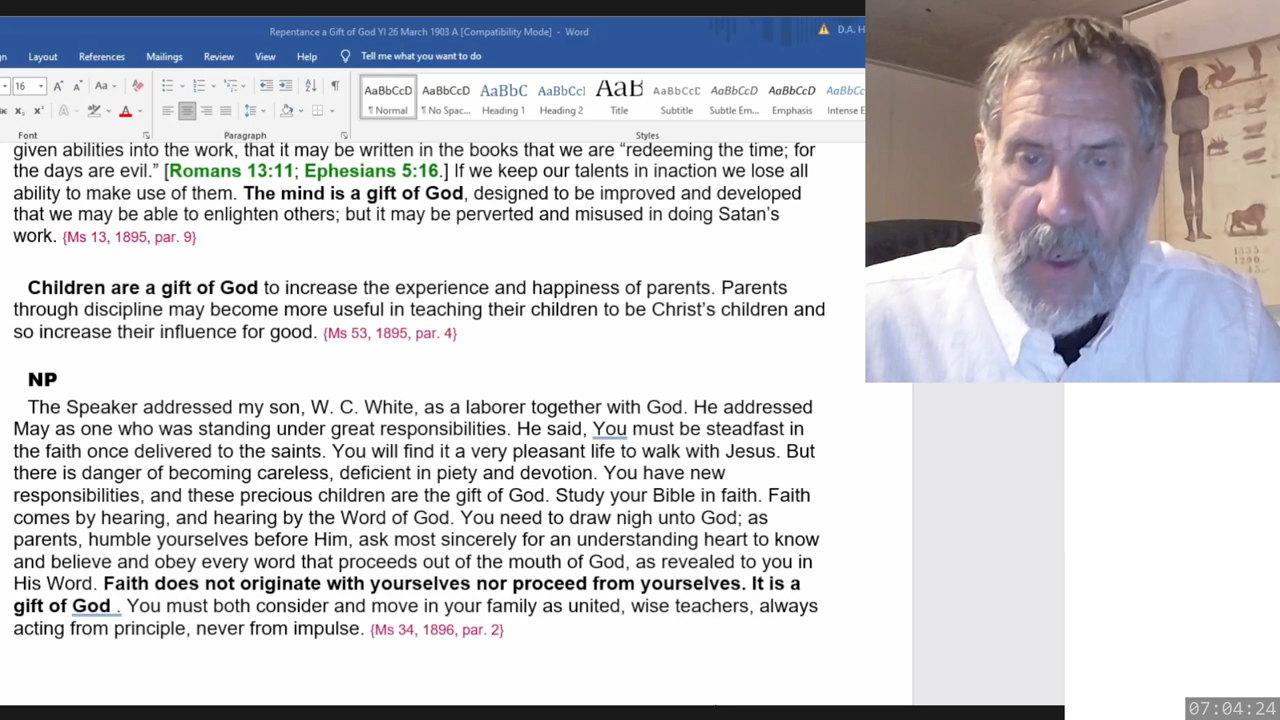 Repentance a Gift of God YI 26 March 1903 A [Compatibility Mode] - Word
D.A. H
Layout References Mailings Review View Help Tell me what you want to do
16 Aa
AaBbCcD AaBbCcD AaBbC AaBbCcl AaB AaBbCcD AaBbCcD AaBbCcD AaBbCc
¶ Normal ¶ No Spac... Heading 1 Heading 2 Title Subtitle Subtle Em... Emphasis Intense E
Font Paragraph Styles
given abilities into the work, that it may be written in the books that we are “redeeming the time; for
the days are evil.” [Romans 13:11; Ephesians 5:16.] If we keep our talents in inaction we lose all
ability to make use of them. The mind is a gift of God, designed to be improved and developed
that we may be able to enlighten others; but it may be perverted and misused in doing Satan’s
work. {Ms 13, 1895, par. 9}
Children are a gift of God to increase the experience and happiness of parents. Parents
through discipline may become more useful in teaching their children to be Christ’s children and
so increase their influence for good. {Ms 53, 1895, par. 4}
NP
The Speaker addressed my son, W. C. White, as a laborer together with God. He addressed
May as one who was standing under great responsibilities. He said, You must be steadfast in
the faith once delivered to the saints. You will find it a very pleasant life to walk with Jesus. But
there is danger of becoming careless, deficient in piety and devotion. You have new
responsibilities, and these precious children are the gift of God. Study your Bible in faith. Faith
comes by hearing, and hearing by the Word of God. You need to draw nigh unto God; as
parents, humble yourselves before Him, ask most sincerely for an understanding heart to know
and believe and obey every word that proceeds out of the mouth of God, as revealed to you in
His Word. Faith does not originate with yourselves nor proceed from yourselves. It is a
gift of God . You must both consider and move in your family as united, wise teachers, always
acting from principle, never from impulse. {Ms 34, 1896, par. 2}
07:04:24